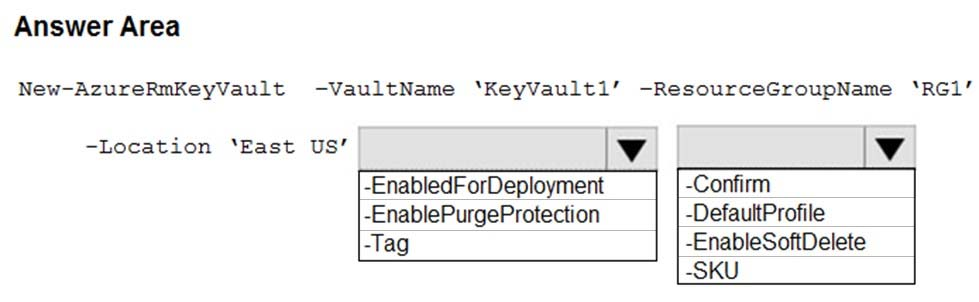 Answer Area
New-AzureRmKeyVault -VaultName ‘KeyVault1’ -ResourceGroupName ‘RG1’
-Location ‘East US’
-EnabledForDeployment
-EnablePurgeProtection
-Tag
-Confirm
-DefaultProfile
-EnableSoftDelete
-SKU